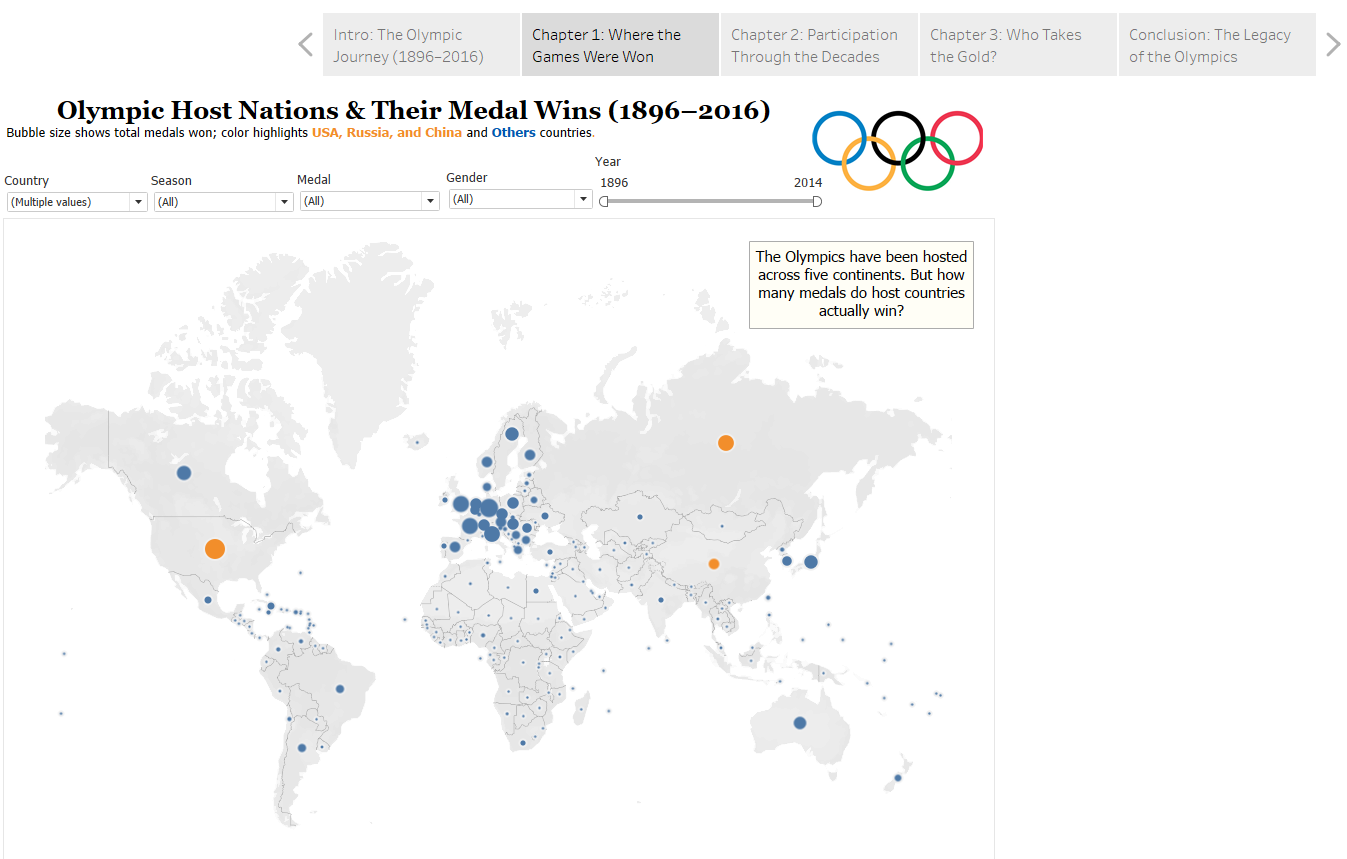 Intro: The Olympic
Journey (1896–2016)
Chapter 1: Where the
Games Were Won
Chapter 2: Participation
Through the Decades
Chapter 3: Who Takes
the Gold?
Conclusion: The Legacy
of the Olympics
Olympic Host Nations & Their Medal Wins (1896–2016)
Bubble size shows total medals won; color highlights USA, Russia, and China and Others countries.
Country
(Multiple values)
Season
(All)
Medal
(All)
Gender
(All)
Year
1896
2014
The Olympics have been hosted
across five continents. But how
many medals do host countries
actually win?